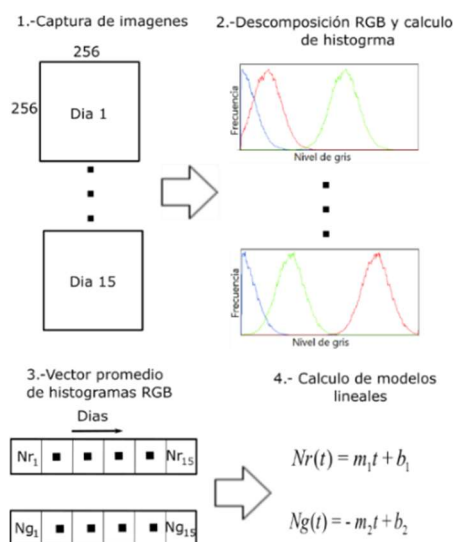 1.-Captura de imagenes
256
256
Dia 1
Dia 15
2.-Descomposición RGB y calculo
de histogrma
Frecuencia
Nivel de gris
Frecuencia
Nivel de gris
3.-Vector promedio
de histogramas RGB
Dias
Nr₁
Nr₁₅
Ng₁
Ng₁₅
4.- Calculo de modelos
lineales
Nr(t) = m₁t + b₁
Ng(t) = - m₂t + b₂